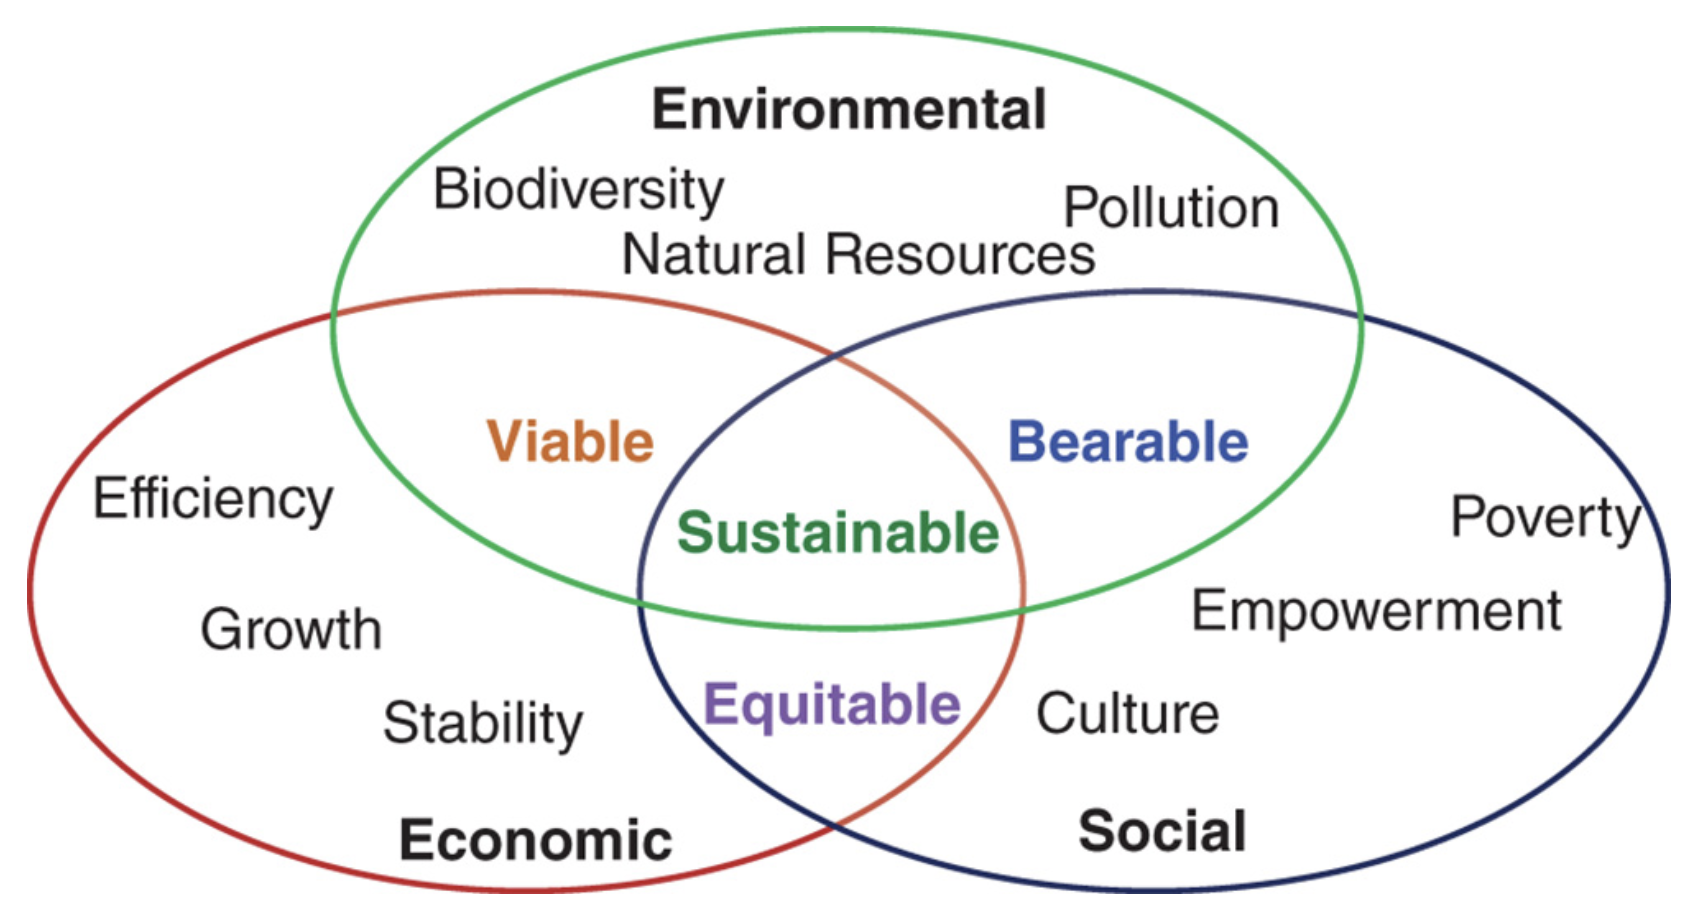 Environmental
Biodiversity
Pollution
Natural Resources
Viable
Bearable
Efficiency
Sustainable
Poverty
Growth
Empowerment
Stability
Equitable
Culture
Economic
Social